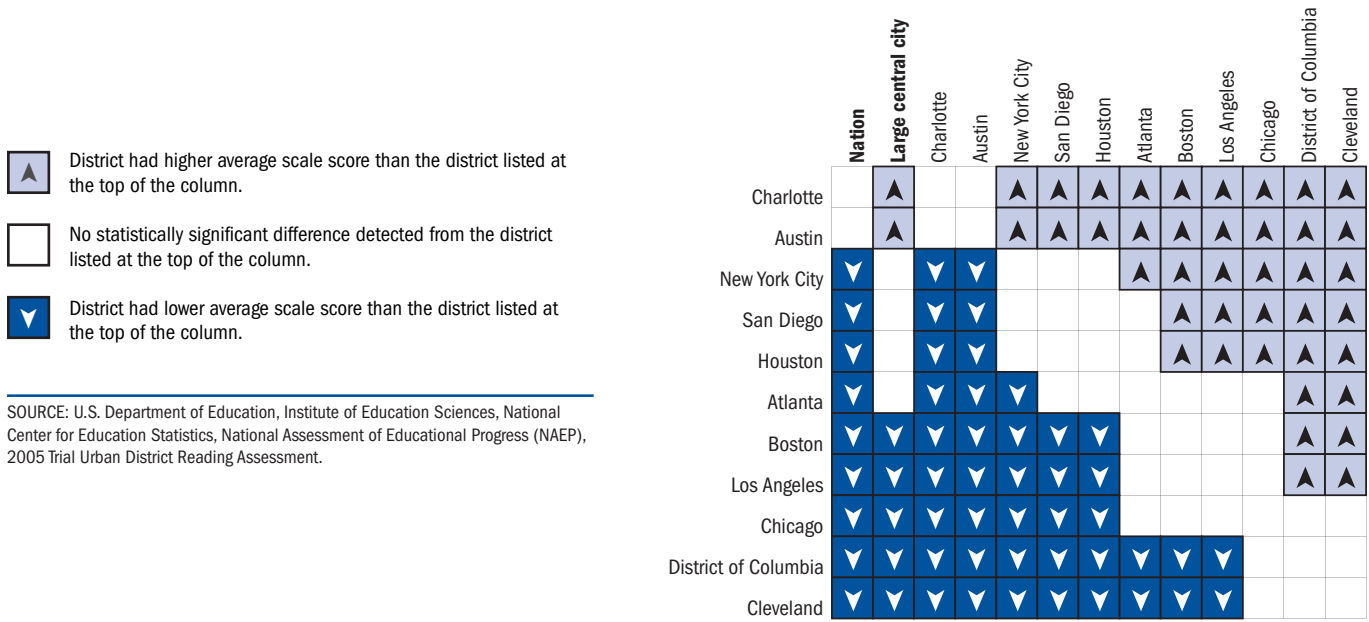 District had higher average scale score than the district listed at
the top of the column.
No statistically significant difference detected from the district
listed at the top of the column.
District had lower average scale score than the district listed at
the top of the column.
SOURCE: U.S. Department of Education, Institute of Education Sciences, National
Center for Education Statistics, National Assessment of Educational Progress (NAEP),
2005 Trial Urban District Reading Assessment.
Nation
Large central city
Charlotte
Austin
New York City
San Diego
Houston
Atlanta
Boston
Los Angeles
Chicago
District of Columbia
Cleveland
Charlotte
Austin
New York City
San Diego
Houston
Atlanta
Boston
Los Angeles
Chicago
District of Columbia
Cleveland